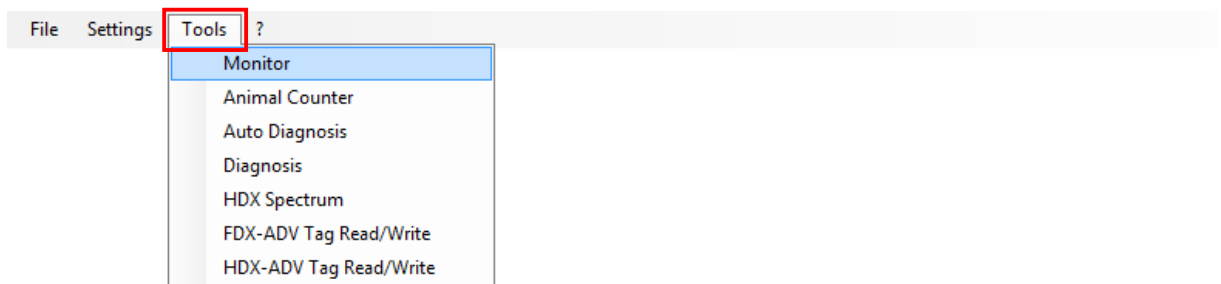 File Settings Tools ?
Monitor
Animal Counter
Auto Diagnosis
Diagnosis
HDX Spectrum
FDX-ADV Tag Read/Write
HDX-ADV Tag Read/Write